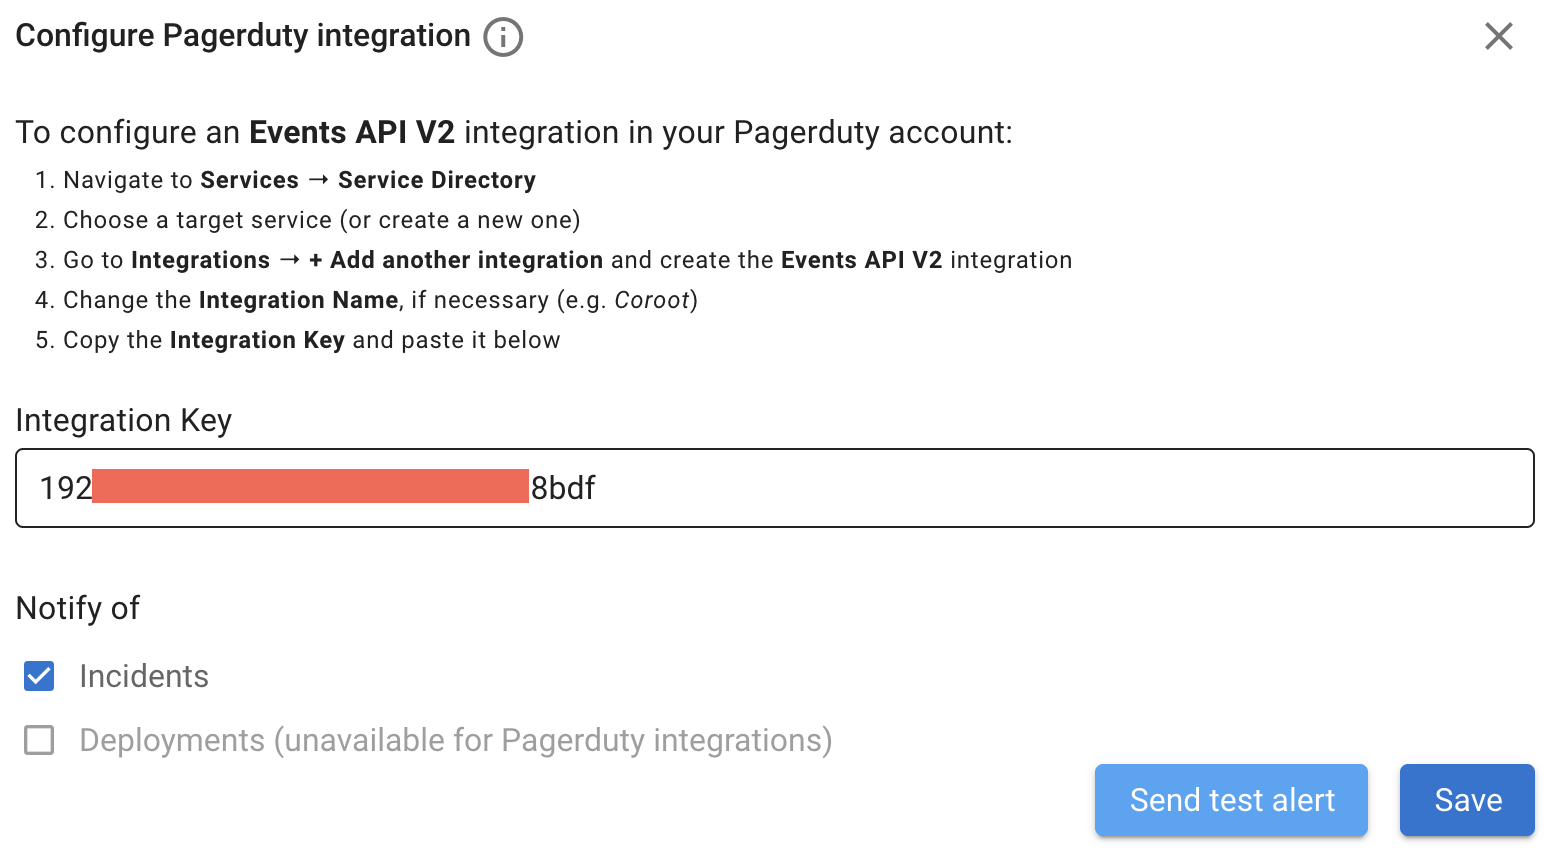 Configure Pagerduty integration
To configure an Events API V2 integration in your Pagerduty account:
1. Navigate to Services → Service Directory
2. Choose a target service (or create a new one)
3. Go to Integrations → + Add another integration and create the Events API V2 integration
4. Change the Integration Name, if necessary (e.g. Coroot)
5. Copy the Integration Key and paste it below
Integration Key
192 8bdf
Notify of
Incidents
Deployments (unavailable for Pagerduty integrations)
Send test alert Save